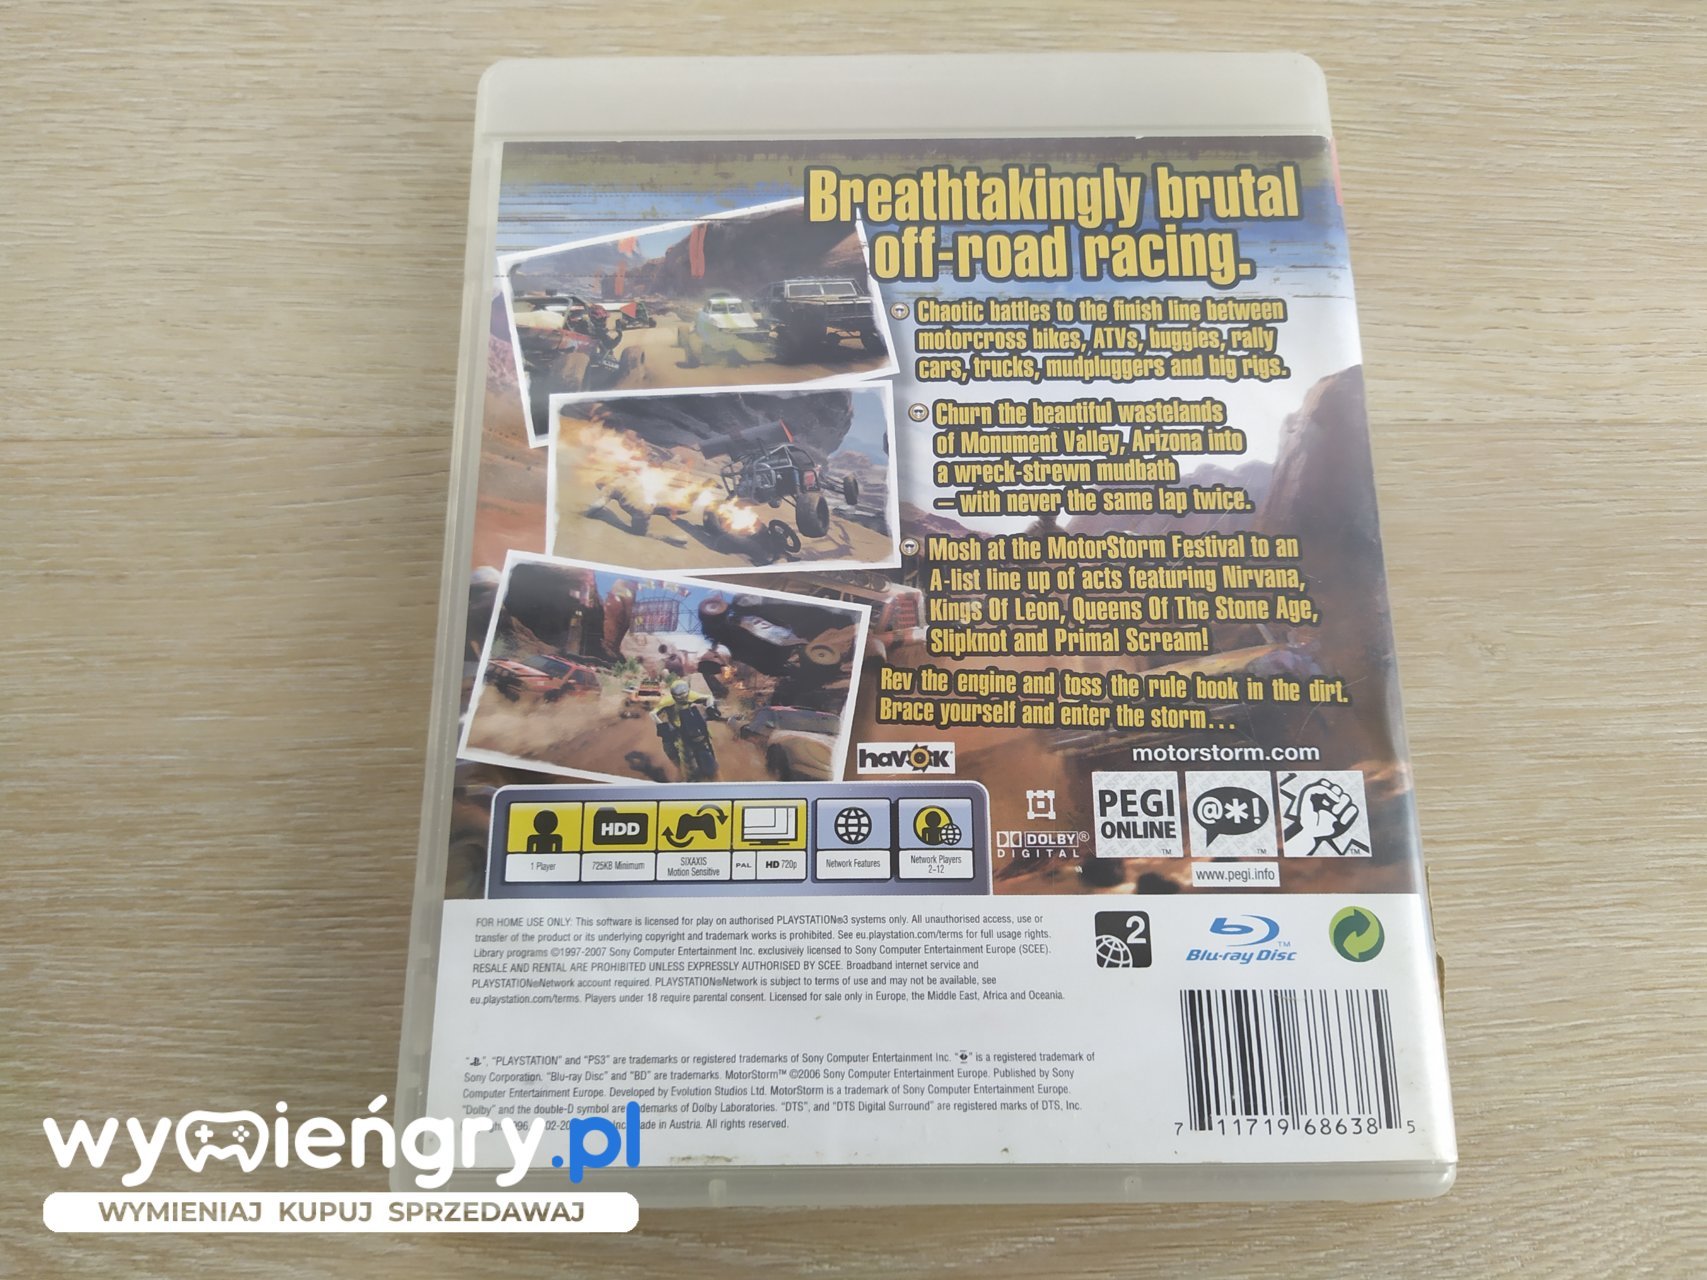 Breathtakingly brutal
off-road racing.
Chaotic battles to the finish line between
motorcross bikes, ATVs, buggies, rally
cars, trucks, mudpluggers and big rigs.
Churn the beautiful wastelands
of Monument Valley, Arizona into
a wreck-strewn mudbath
– with never the same lap twice.
Mosh at the MotorStorm Festival to an
A-list line up of acts featuring Nirvana,
Kings Of Leon, Queens Of The Stone Age,
Slipknot and Primal Scream!
Rev the engine and toss the rule book in the dirt.
Brace yourself and enter the storm...
havok
motorstorm.com
HDD
1 Player
725KB Minimum
SIXAXIS
Motion Sensitive
PAL HD 720p
Network Features
Network Players
2-12
DOLBY®
DIGITAL
PEGI
ONLINE
TM
@*!
TM
TM
www.pegi.info
FOR HOME USE ONLY: This software is licensed for play on authorised PLAYSTATION®3 systems only. All unauthorised access, use or
transfer of the product or its underlying copyright and trademark works is prohibited. See eu.playstation.com/terms for full usage rights.
Library programs ©1997-2007 Sony Computer Entertainment Inc. exclusively licensed to Sony Computer Entertainment Europe (SCEE).
RESALE AND RENTAL ARE PROHIBITED UNLESS EXPRESSLY AUTHORISED BY SCEE. Broadband internet service and
PLAYSTATION®Network account required. PLAYSTATION®Network is subject to terms of use and may not be available, see
eu.playstation.com/terms. Players under 18 require parental consent. Licensed for sale only in Europe, the Middle East, Africa and Oceania.
2
Blu-ray Disc
TM
" ", "PLAYSTATION" and "PS3" are trademarks or registered trademarks of Sony Computer Entertainment Inc. " " is a registered trademark of
Sony Corporation. "Blu-ray Disc" and "BD" are trademarks. MotorStorm™ ©2006 Sony Computer Entertainment Europe. Published by Sony
Computer Entertainment Europe. Developed by Evolution Studios Ltd. MotorStorm is a trademark of Sony Computer Entertainment Europe.
"Dolby" and the double-D symbol are trademarks of Dolby Laboratories. "DTS", and "DTS Digital Surround" are registered marks of DTS, Inc.
Made in Austria. All rights reserved.
7 11719 68638 5
wymieńgry.pl
WYMIENIAJ KUPUJ SPRZEDAWAJ